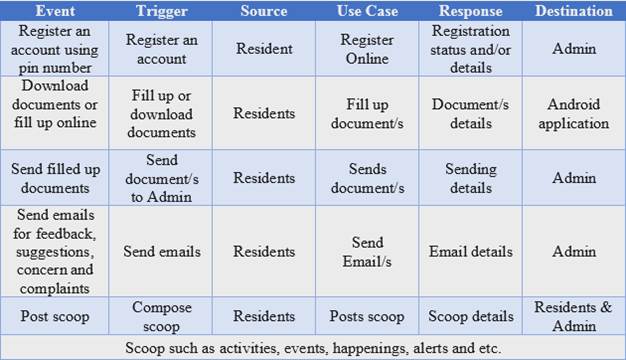 Event Trigger Source Use Case Response Destination
Register an
account using
pin number
Register an
account
Resident
Register
Online
Registration
status and/or
details
Admin
Download
documents or
fill up online
Fill up or
download
documents
Residents
Fill up
document/s
Document/s
details
Android
application
Send filled up
documents
Send
document/s
to Admin
Residents
Sends
document/s
Sending
details
Admin
Send emails
for feedback,
suggestions,
concern and
complaints
Send emails
Residents
Send
Email/s
Email details
Admin
Post scoop
Compose
scoop
Residents
Posts scoop
Scoop details
Residents &
Admin
Scoop such as activities, events, happenings, alerts and etc.